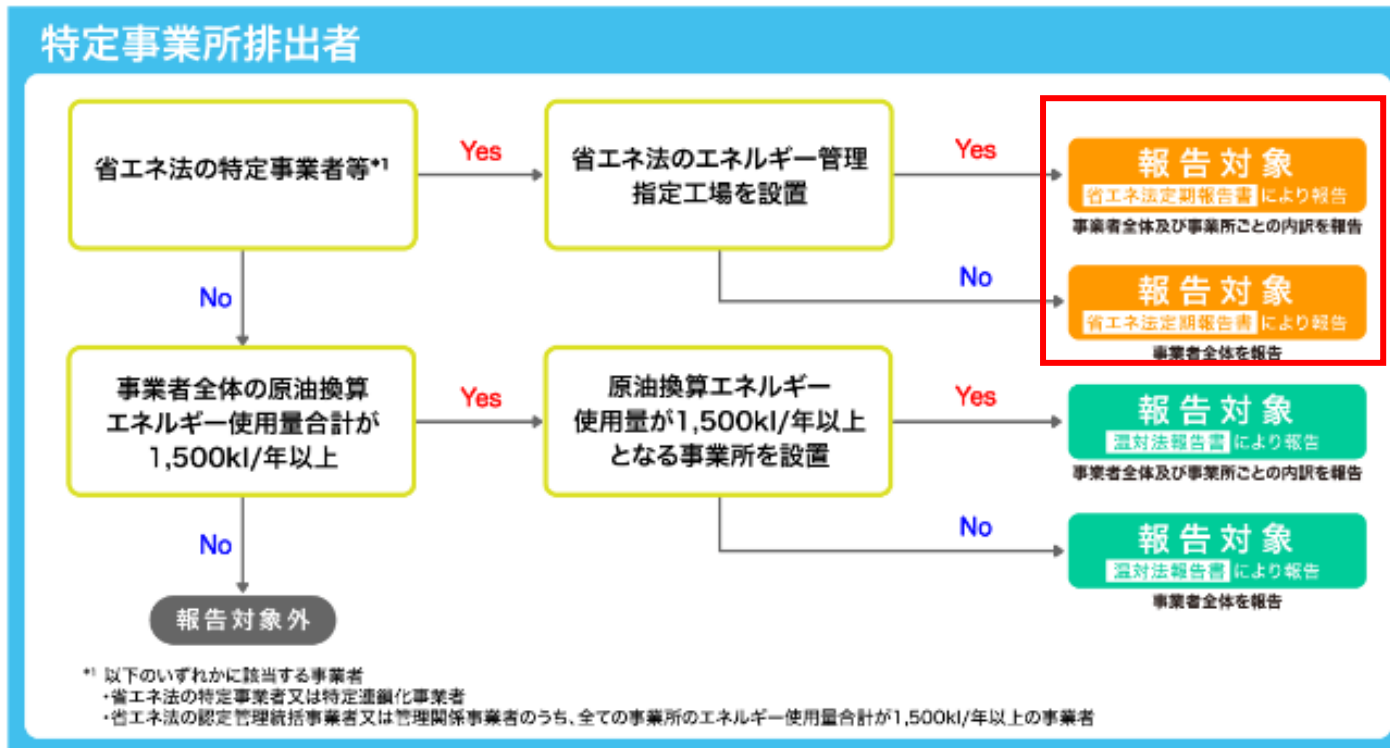 特定事業所排出者
省エネ法の特定事業者等*1
Yes
省エネ法のエネルギー管理
指定工場を設置
Yes
報告対象
省エネ法定期報告書 により報告
事業者全体及び事業所ごとの内訳を報告
No
No
報告対象
省エネ法定期報告書 により報告
事業者全体を報告
事業者全体の原油換算
エネルギー使用量合計が
1,500kl/年以上
Yes
原油換算エネルギー
使用量が1,500kl/年以上
となる事業所を設置
Yes
報告対象
温対法報告書 により報告
事業者全体及び事業所ごとの内訳を報告
No
No
報告対象
温対法報告書 により報告
事業者全体を報告
報告対象外
*1 以下のいずれかに該当する事業者
・省エネ法の特定事業者又は特定連鎖化事業者
・省エネ法の認定管理統括事業者又は管理関係事業者のうち、全ての事業所のエネルギー使用量合計が1,500kl/年以上の事業者